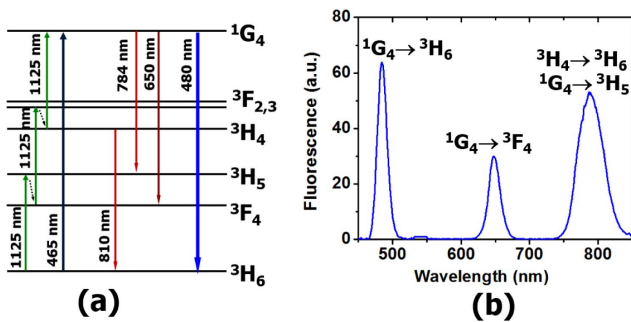 ¹G₄
³F₂,₃
³H₄
³H₅
³F₄
³H₆
1125 nm
1125 nm
1125 nm
465 nm
784 nm
650 nm
480 nm
810 nm
(a)
Fluorescence (a.u.)
80
60
40
20
0
¹G₄→³H₆
¹G₄→³F₄
³H₄→³H₆
¹G₄→³H₅
500 600 700 800
Wavelength (nm)
(b)